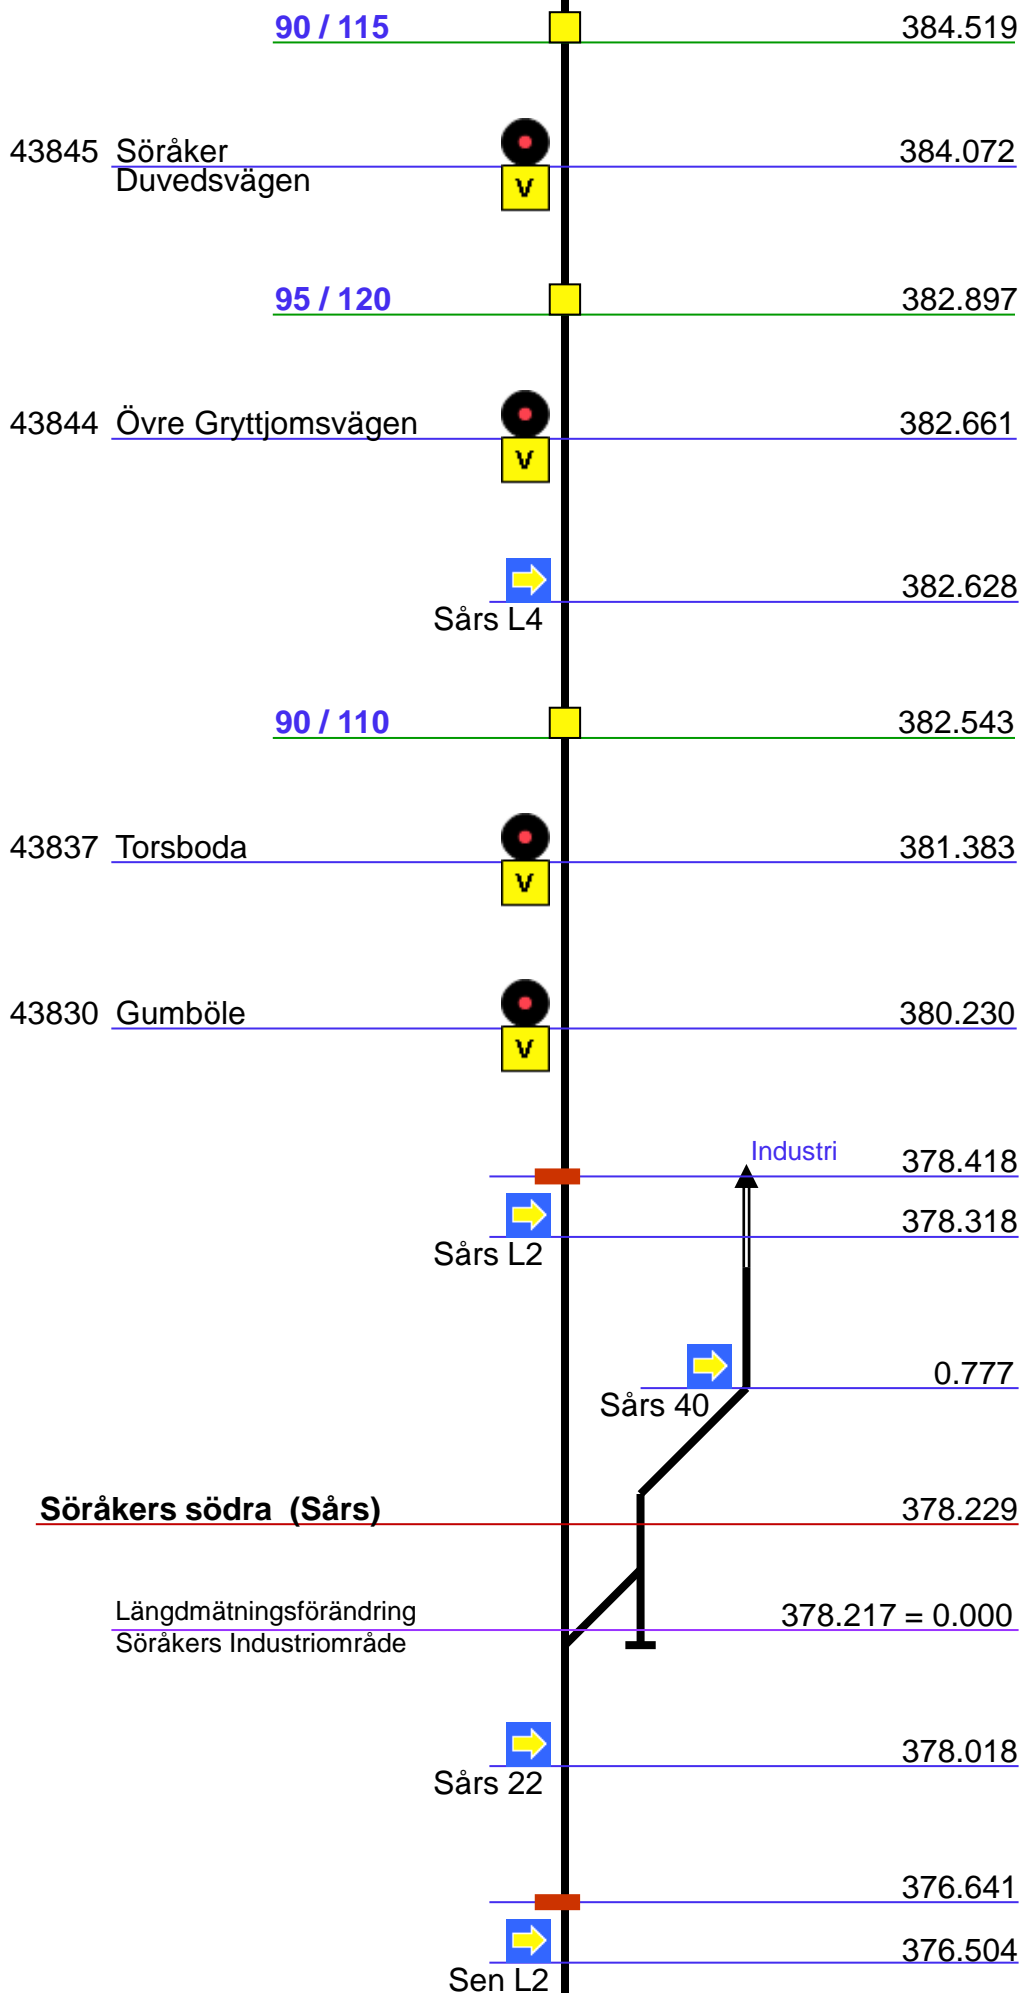 90 / 115 384.519
43845 Söråker 384.072
Duvedsvägen
V
95 / 120 382.897
43844 Övre Gryttjomsvägen 382.661
V
382.628
Sårs L4
90 / 110 382.543
43837 Torsboda 381.383
V
43830 Gumböle 380.230
V
Industri 378.418
378.318
Sårs L2
0.777
Sårs 40
Söråkers södra (Sårs) 378.229
Längdmätningsförändring 378.217 = 0.000
Söråkers Industriområde
378.018
Sårs 22
376.641
376.504
Sen L2